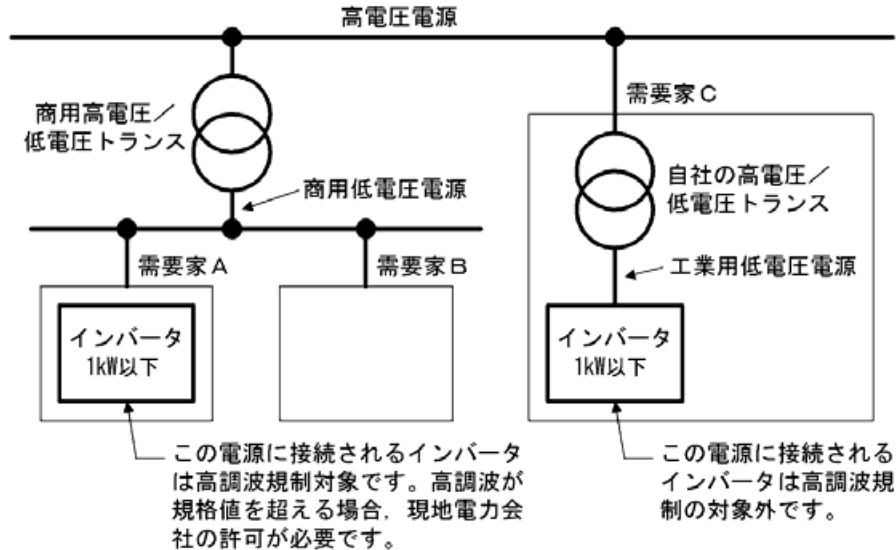 高電圧電源
商用高電圧／
低電圧トランス
商用低電圧電源
需要家A
需要家B
インバータ
1kW以下
この電源に接続されるインバータ
は高調波規制対象です。高調波が
規格値を超える場合，現地電力会
社の許可が必要です。
需要家C
自社の高電圧／
低電圧トランス
工業用低電圧電源
インバータ
1kW以下
この電源に接続される
インバータは高調波規
制の対象外です。